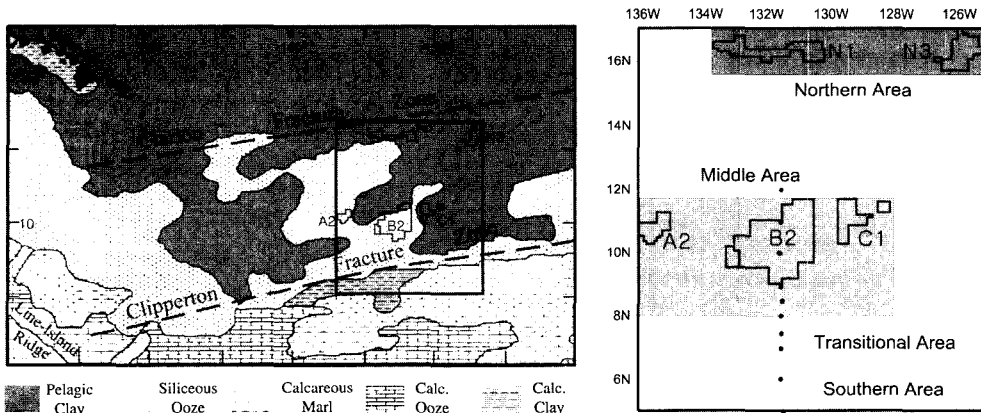 Zone
Fracture
A2
B2
10
Fracture
Clipperton
Line-Island
Ridge
Pelagic
Clay
Siliceous
Ooze
Calcareous
Marl
Calc.
Ooze
Calc.
Clay
136W 132W 130W 126W
16N
14N
12N
10N
8N
6N
N1
N3
Northern Area
Middle Area
A2
B2
C1
Transitional Area
Southern Area